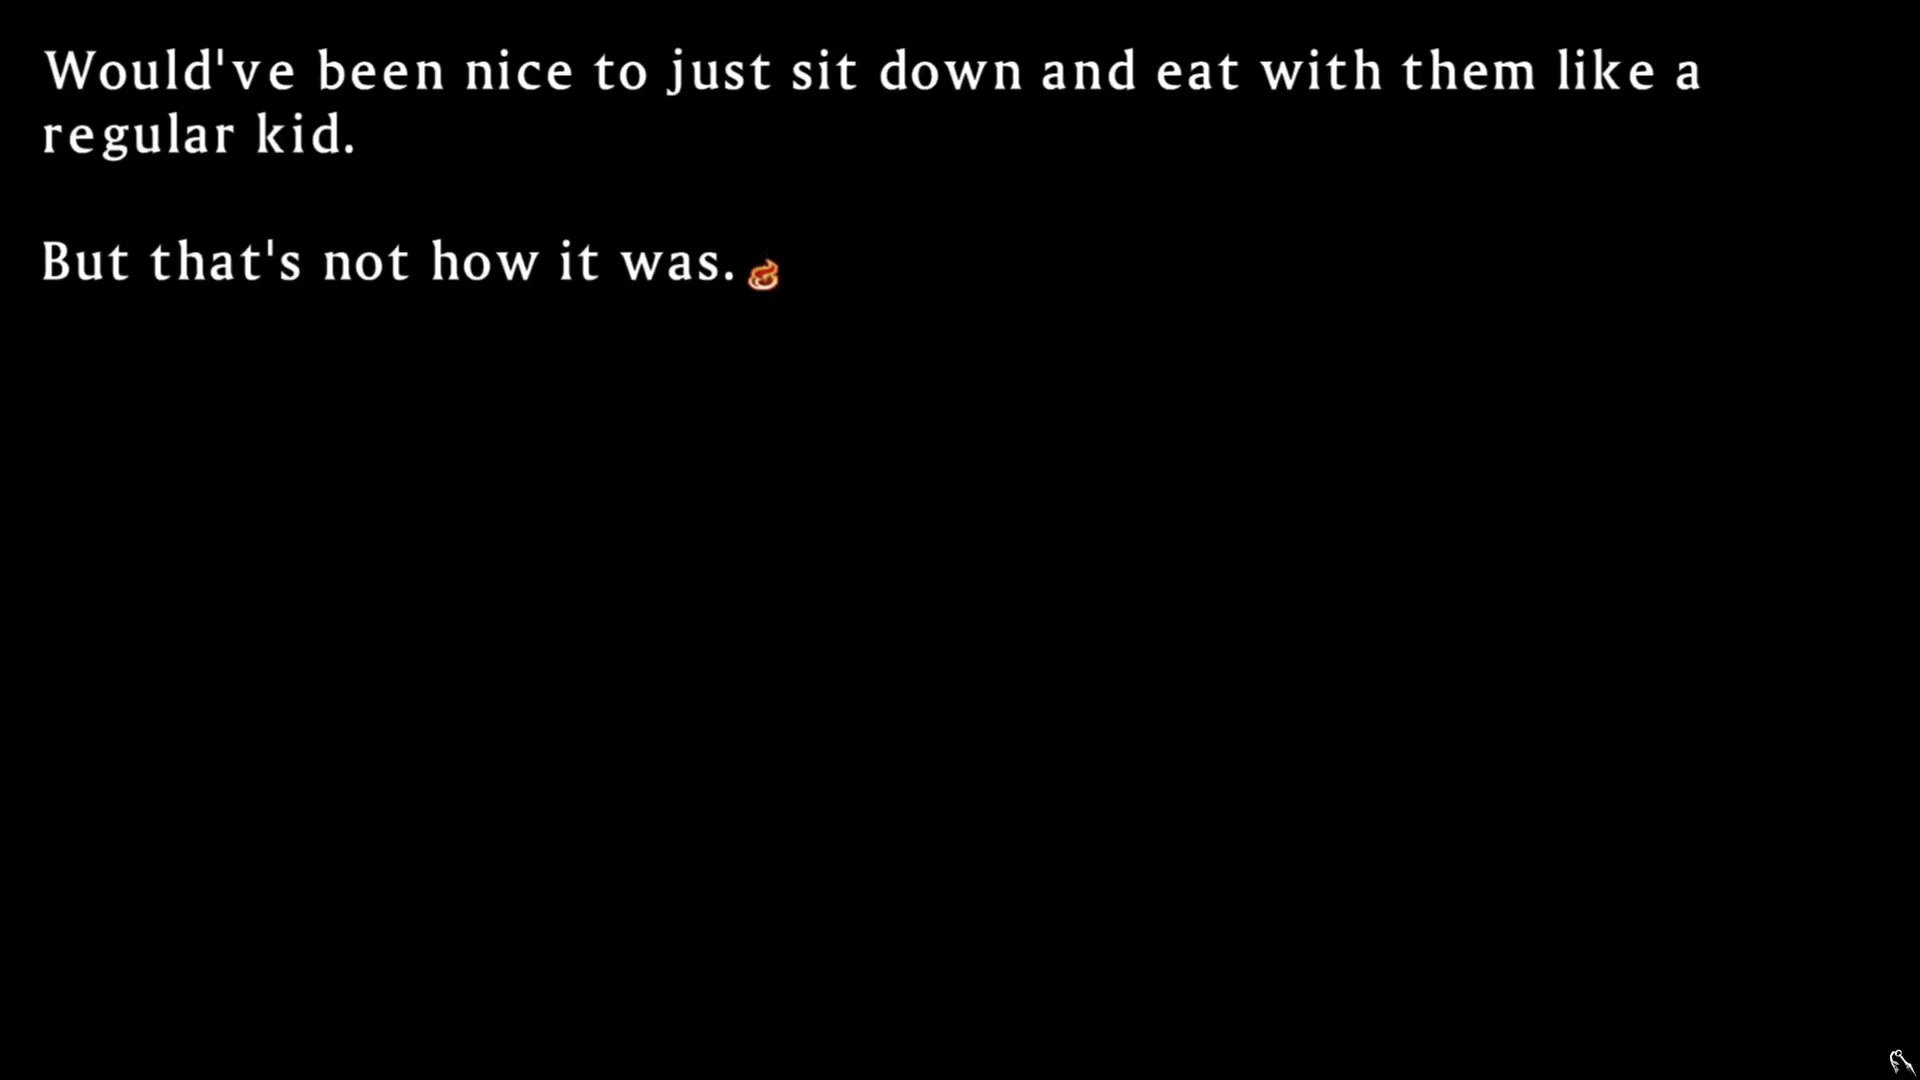 Would've been nice to just sit down and eat with them like a
regular kid.
But that's not how it was.